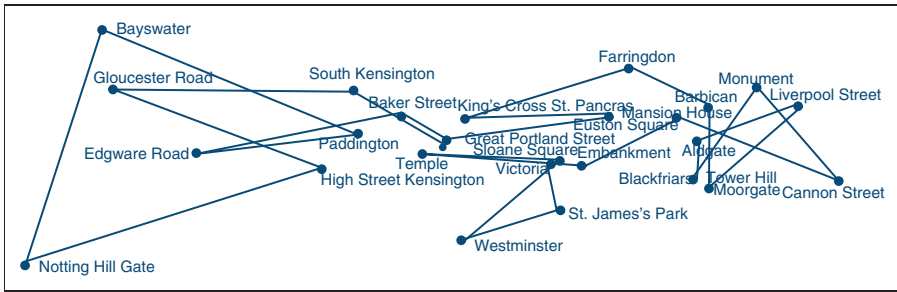 Bayswater
Farringdon
Gloucester Road
South Kensington
Monument
Baker Street
King's Cross St. Pancras
Barbican
Liverpool Street
Mansion House
Euston Square
Paddington
Great Portland Street
Edgware Road
Sloane Square
Embankment
Aldgate
Temple
Victoria
High Street Kensington
Blackfriars
Tower Hill
Moorgate
Cannon Street
St. James's Park
Westminster
Notting Hill Gate